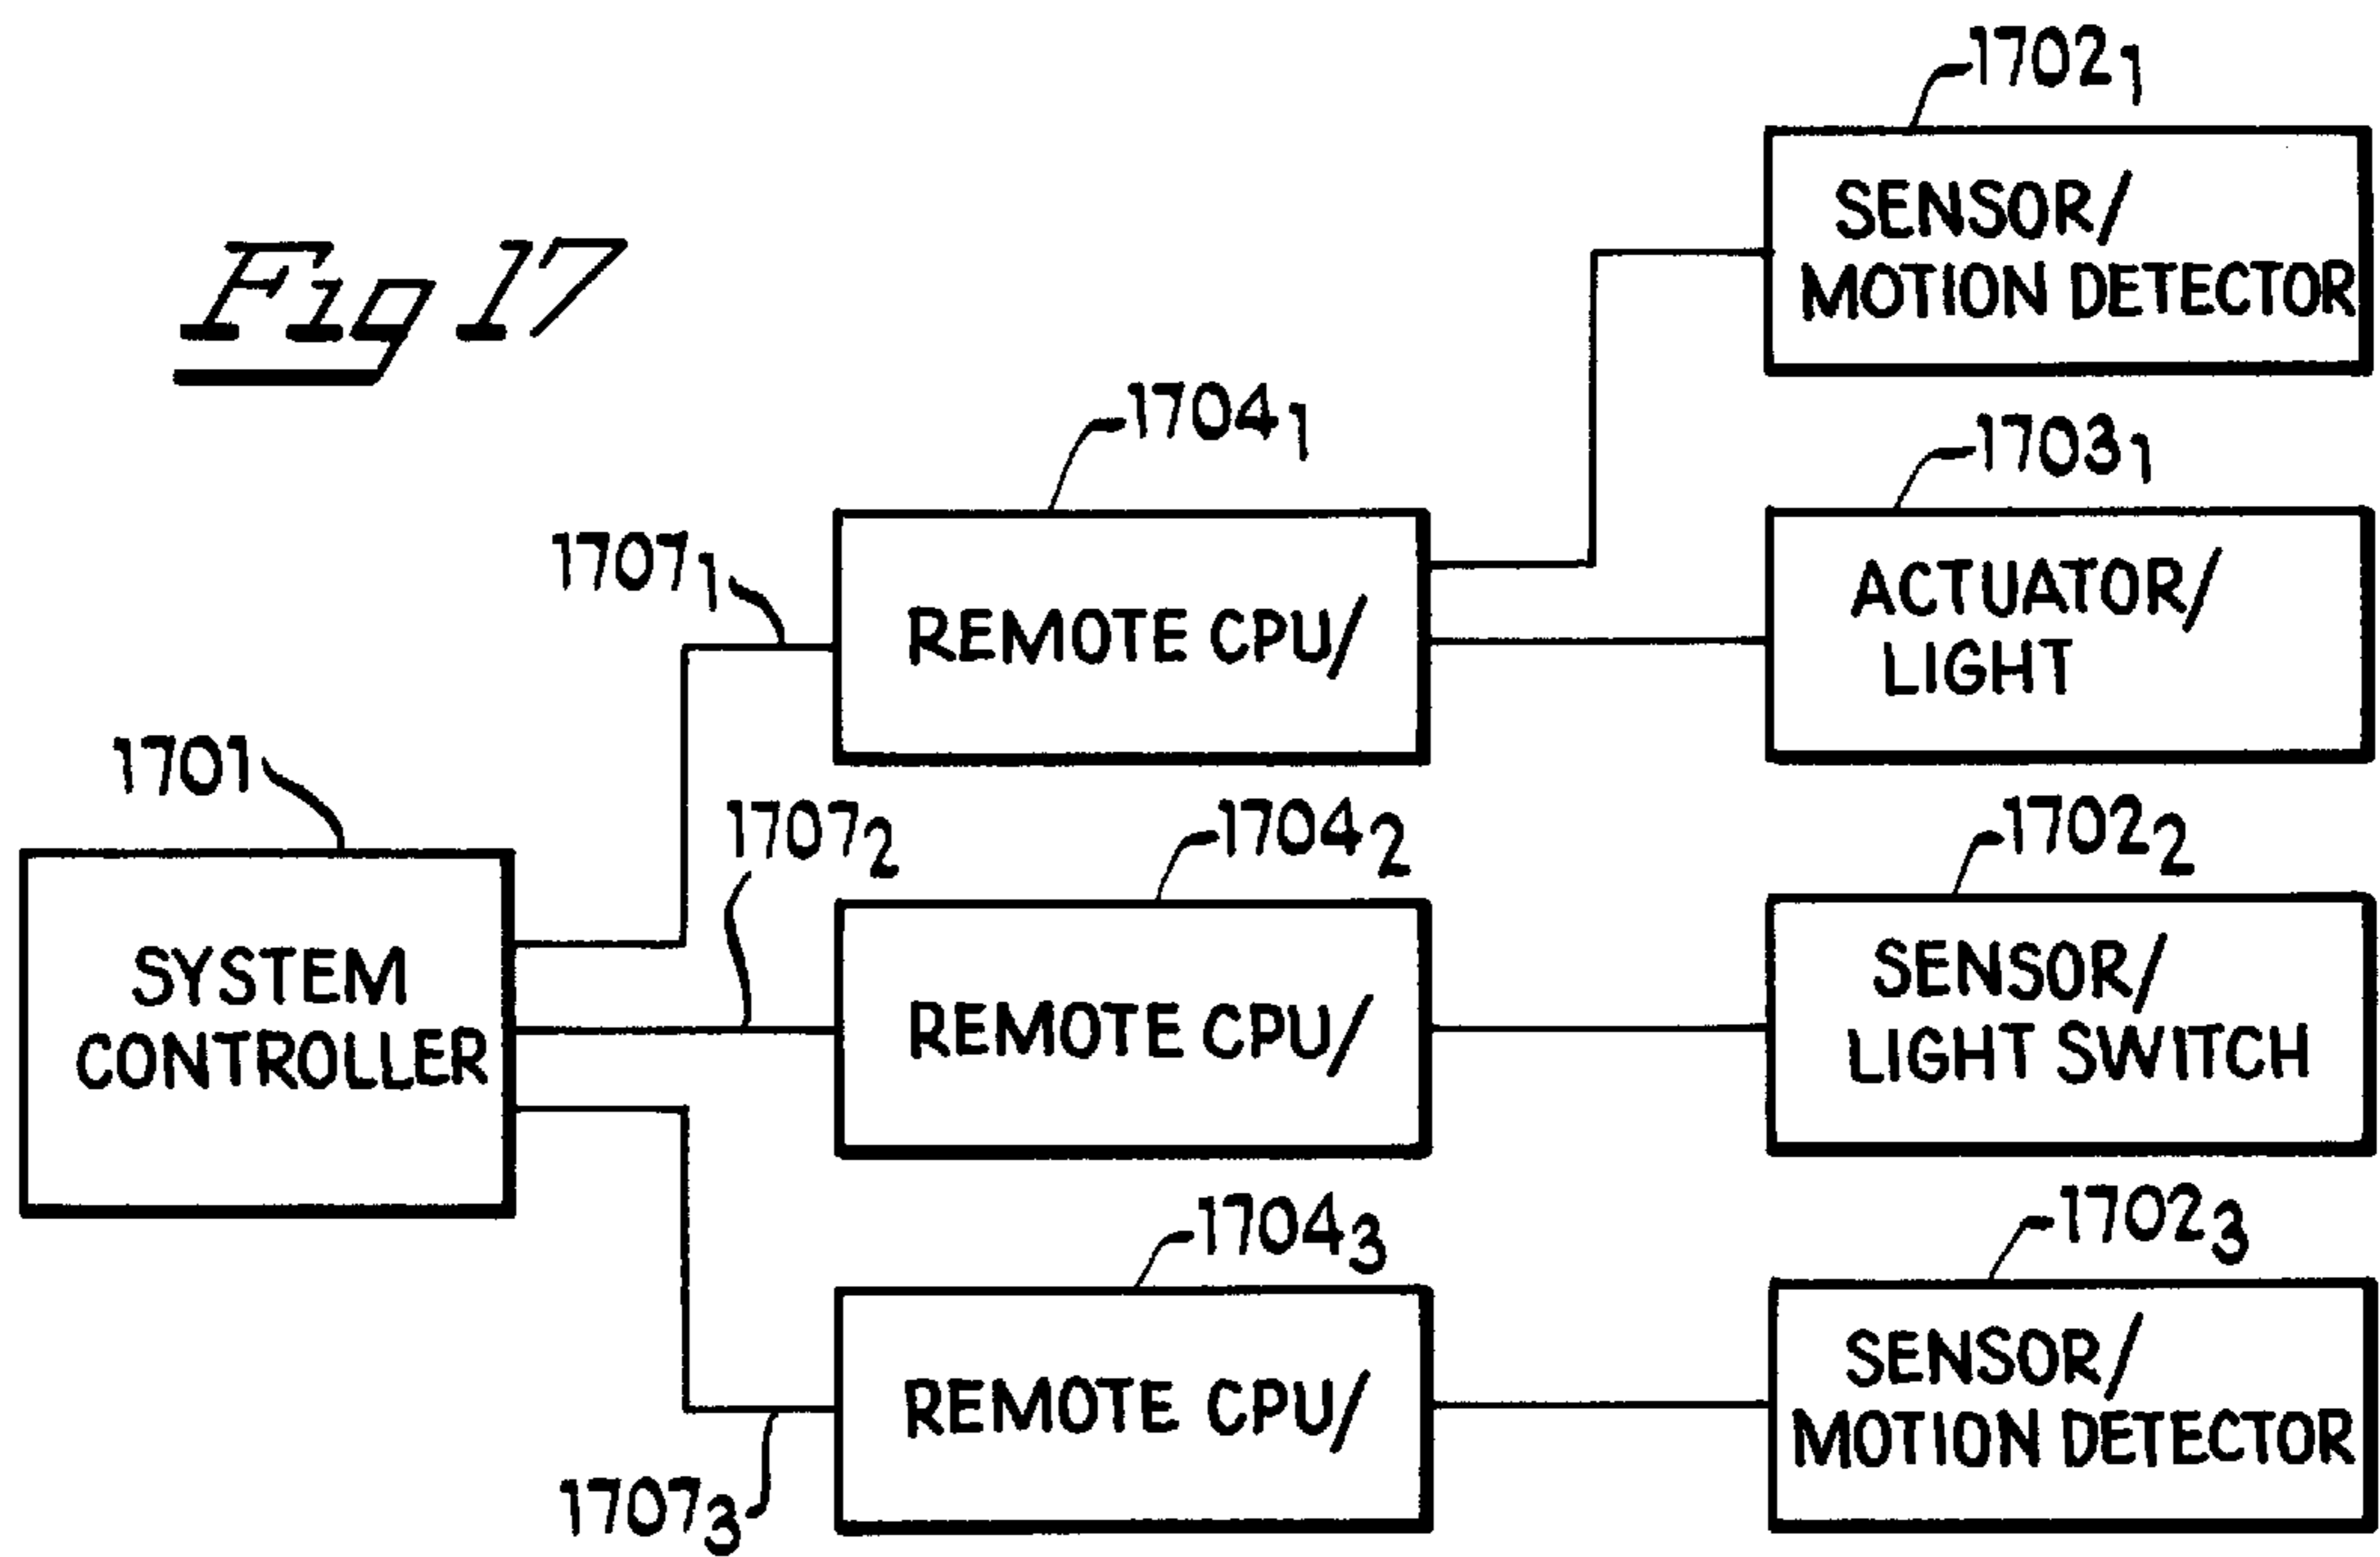 Fig 17
1702₁
SENSOR/
MOTION DETECTOR
1704₁
1703₁
1707₁
REMOTE CPU/
ACTUATOR/
LIGHT
1701
1707₂
1704₂
1702₂
SYSTEM
CONTROLLER
REMOTE CPU/
SENSOR/
LIGHT SWITCH
1704₃
1702₃
REMOTE CPU/
SENSOR/
MOTION DETECTOR
1707₃